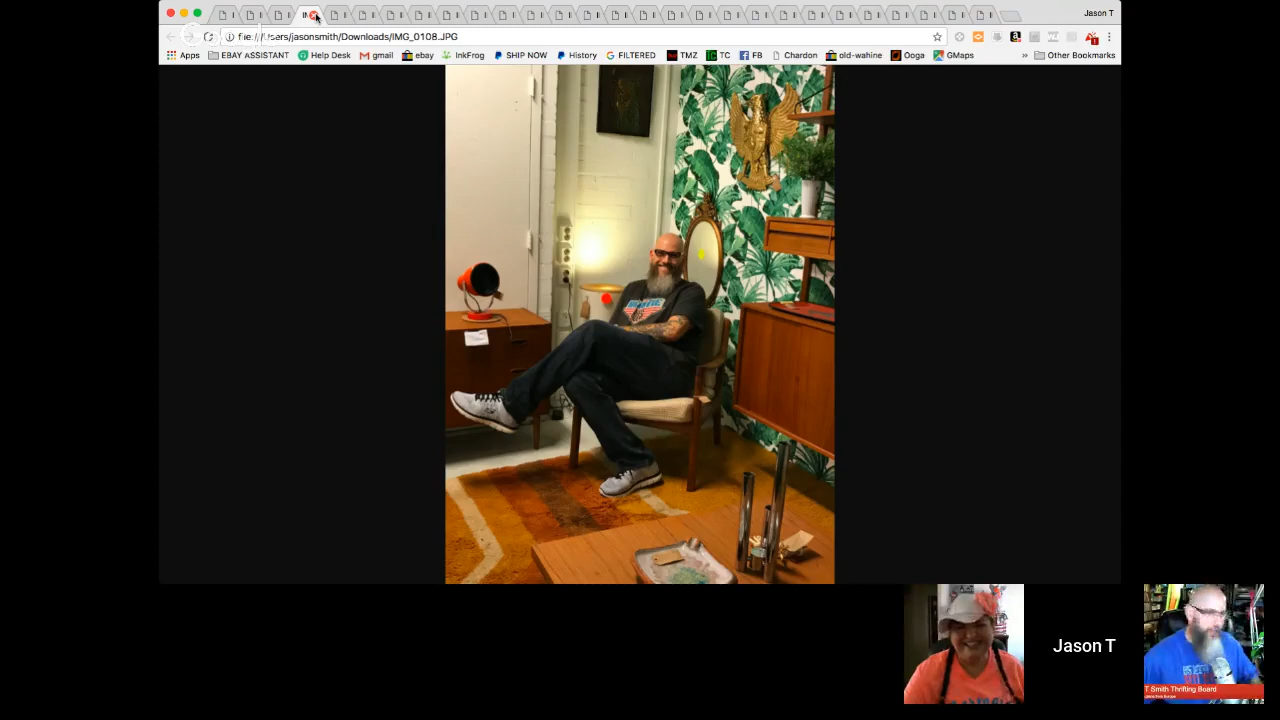 Jason T
file:///Users/jasonsmith/Downloads/IMG_0108.JPG
Apps EBAY ASSISTANT Help Desk gmail ebay InkFrog SHIP NOW History FILTERED TMZ TC FB Chardon old-wahine Ooga GMaps » Other Bookmarks
Jason T
T Smith Thrifting Board